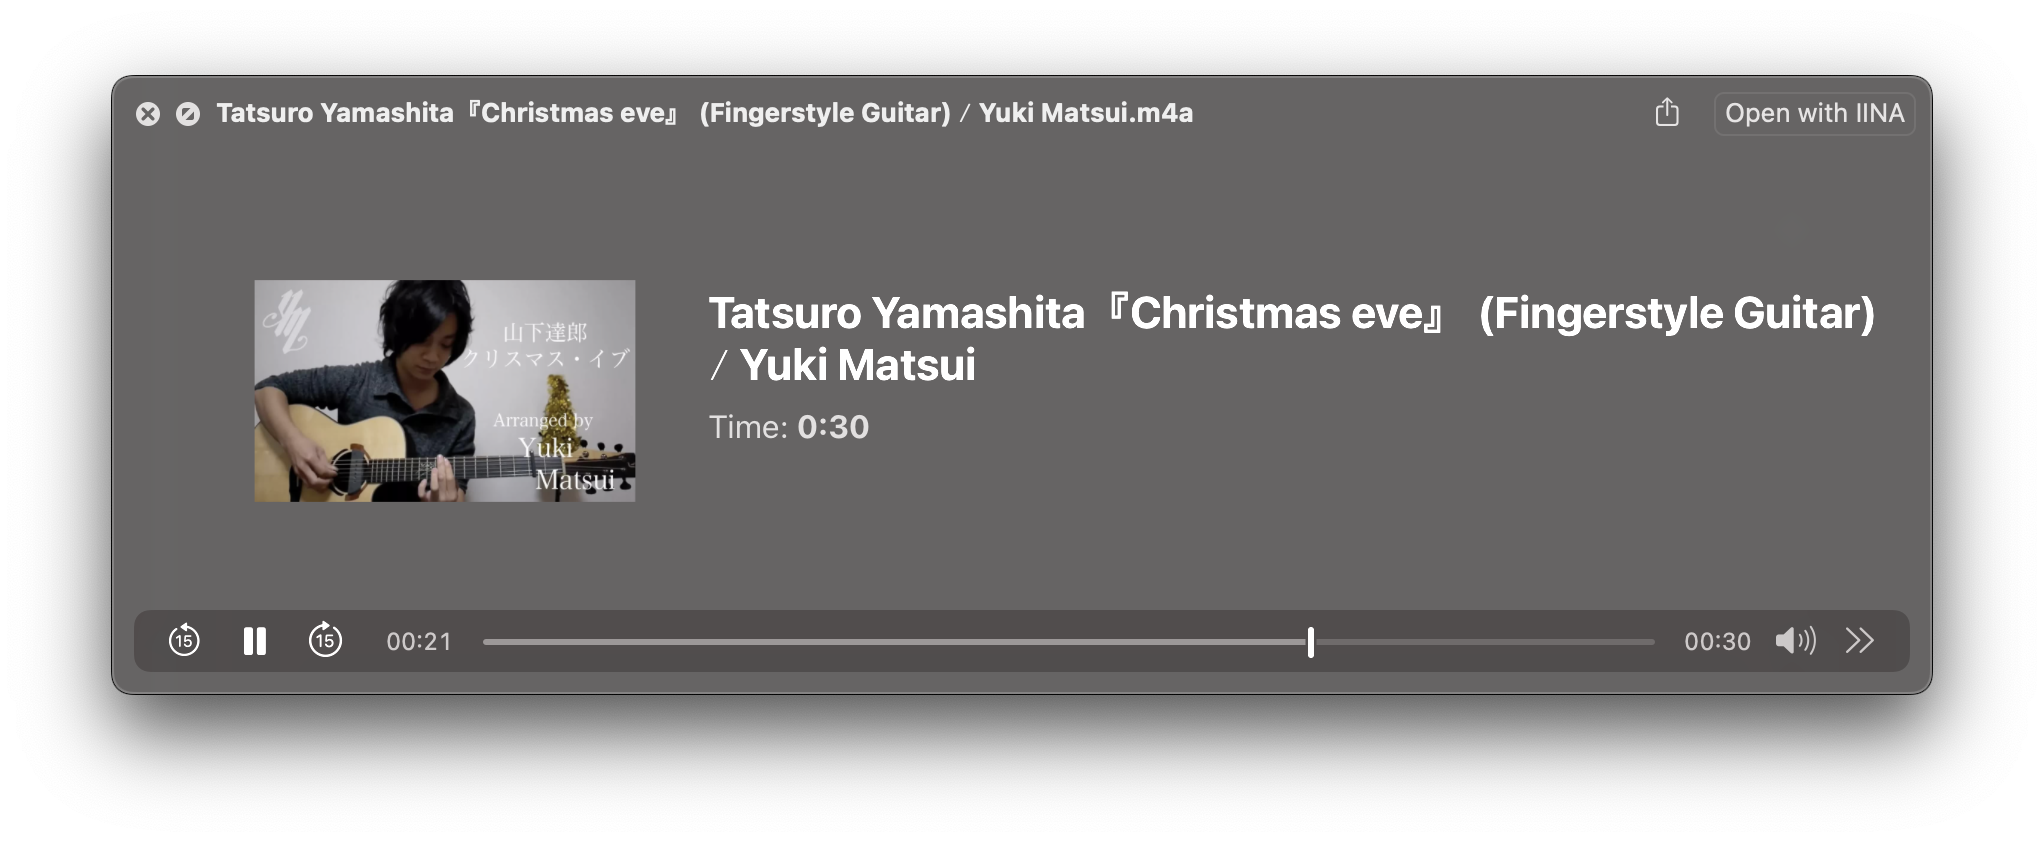 Tatsuro Yamashita『Christmas eve』 (Fingerstyle Guitar) / Yuki Matsui.m4a
Open with IINA
山下達郎
クリスマス・イブ
Arranged by
Yuki
Matsui
Tatsuro Yamashita『Christmas eve』 (Fingerstyle Guitar)
/ Yuki Matsui
Time: 0:30
15
15
00:21
00:30